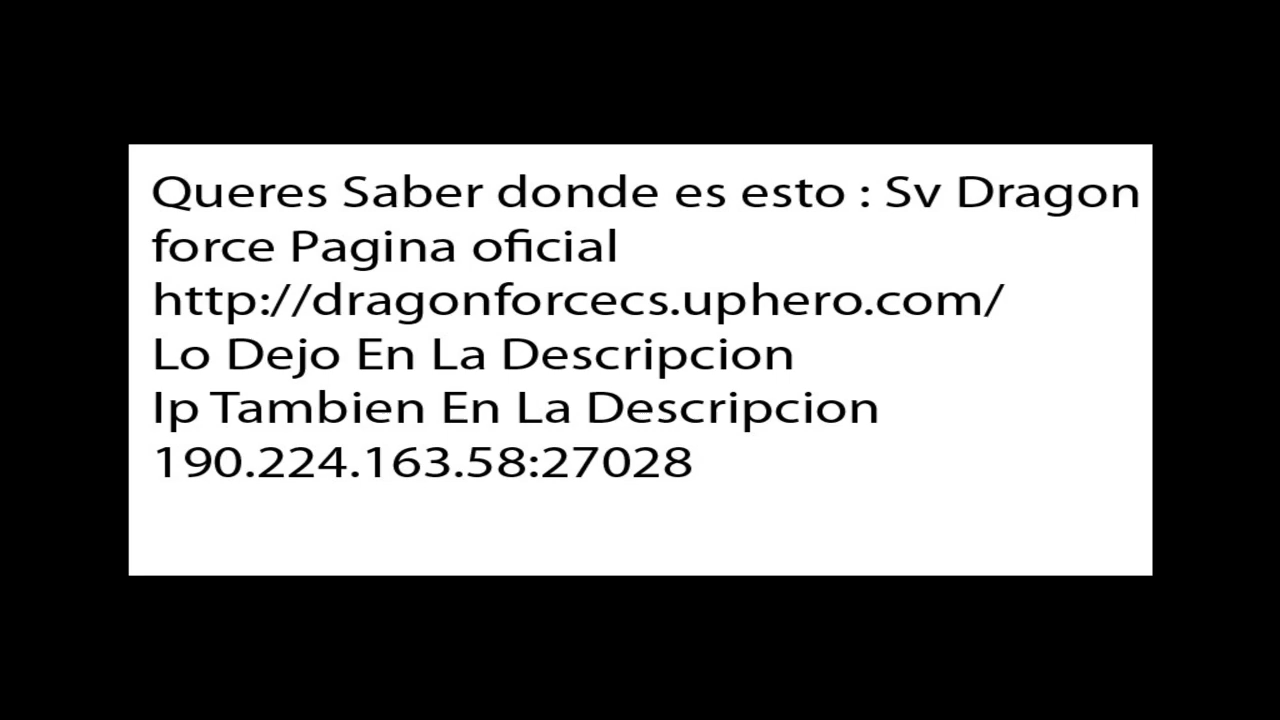 Queres Saber donde es esto : Sv Dragon
force Pagina oficial
http://dragonforcecs.uphero.com/
Lo Dejo En La Descripcion
Ip Tambien En La Descripcion
190.224.163.58:27028